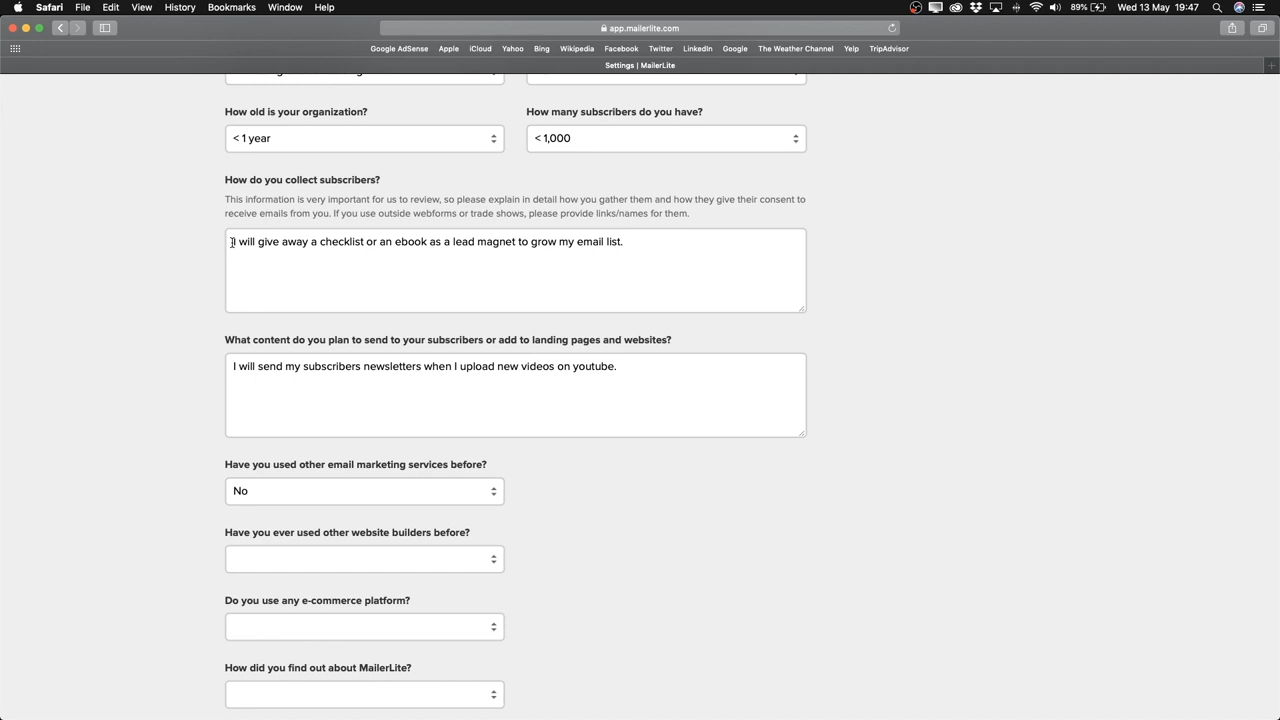 Safari File Edit View History Bookmarks Window Help 89% Wed 13 May 19:47
app.mailerlite.com
Google AdSense Apple iCloud Yahoo Bing Wikipedia Facebook Twitter LinkedIn Google The Weather Channel Yelp TripAdvisor
Settings | MailerLite
How old is your organization? How many subscribers do you have?
< 1 year < 1,000
How do you collect subscribers?
This information is very important for us to review, so please explain in detail how you gather them and how they give their consent to
receive emails from you. If you use outside webforms or trade shows, please provide links/names for them.
I will give away a checklist or an ebook as a lead magnet to grow my email list.
What content do you plan to send to your subscribers or add to landing pages and websites?
I will send my subscribers newsletters when I upload new videos on youtube.
Have you used other email marketing services before?
No
Have you ever used other website builders before?
Do you use any e-commerce platform?
How did you find out about MailerLite?